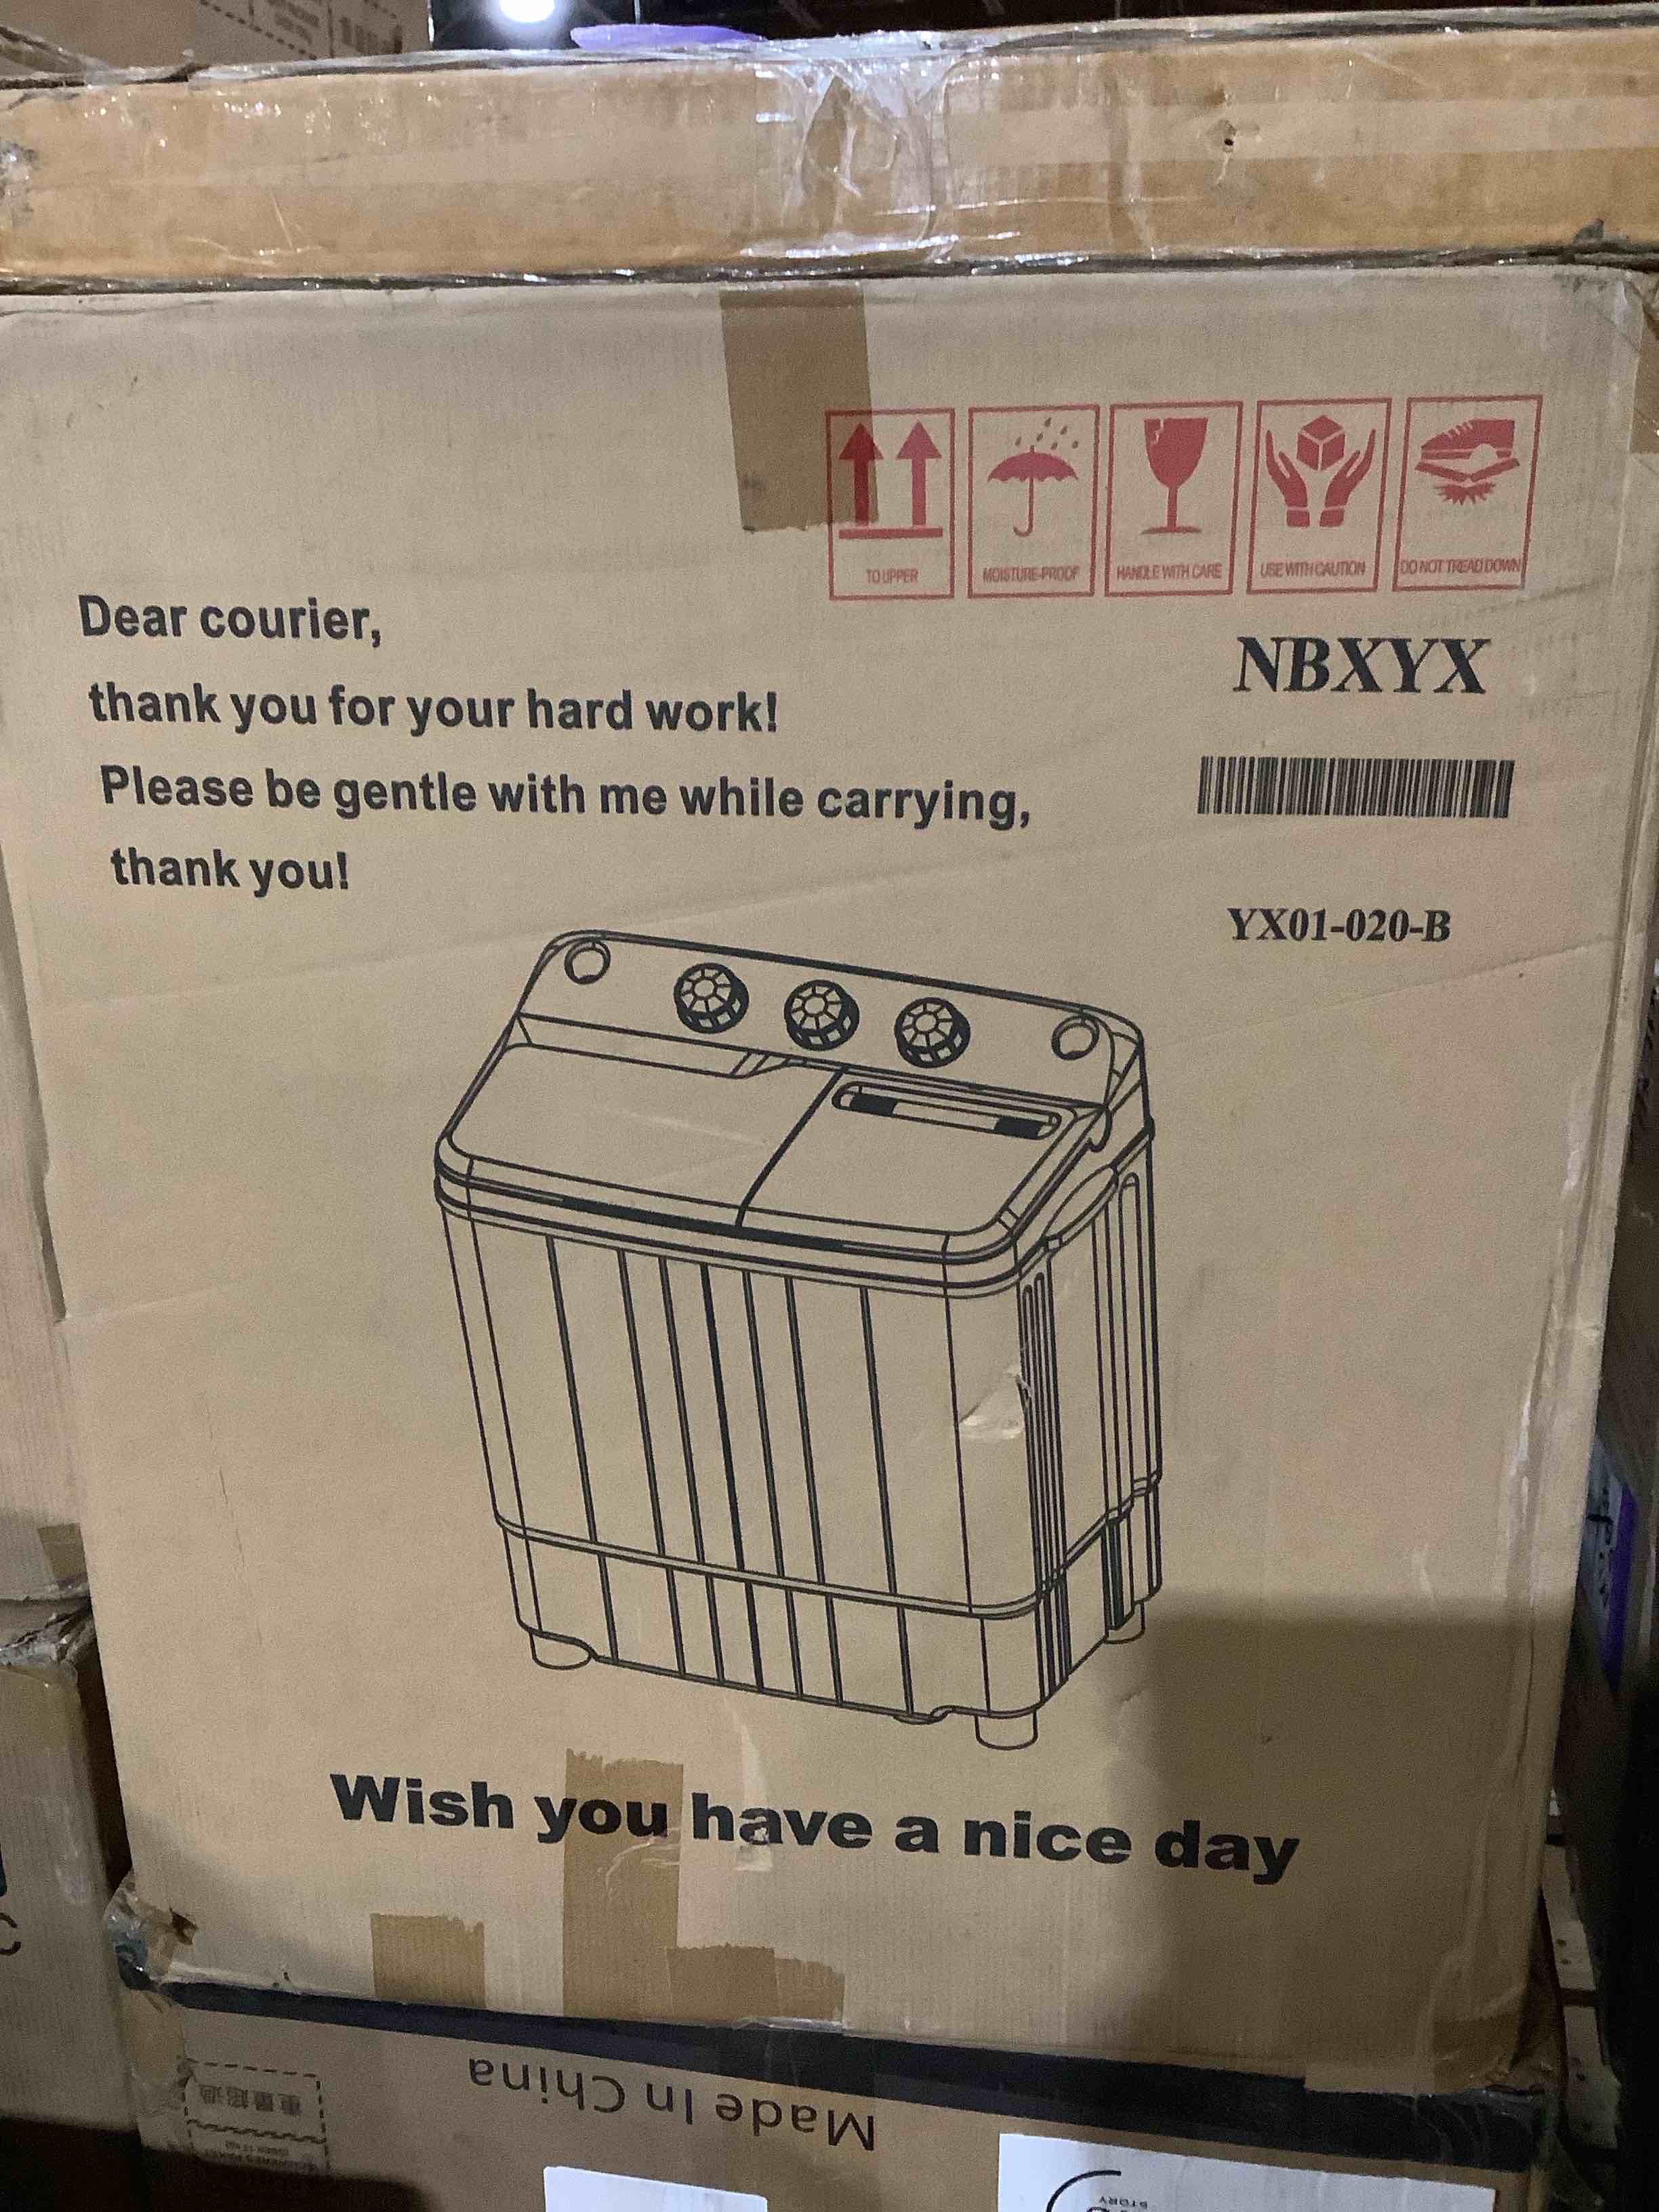 TO UPPER
MOISTURE-PROOF
HANDLE WITH CARE
USE WITH CAUTION
DO NOT TREAD DOWN
Dear courier,
thank you for your hard work!
Please be gentle with me while carrying,
thank you!
NBXYX
YX01-020-B
Wish you have a nice day
Made In China
STORY